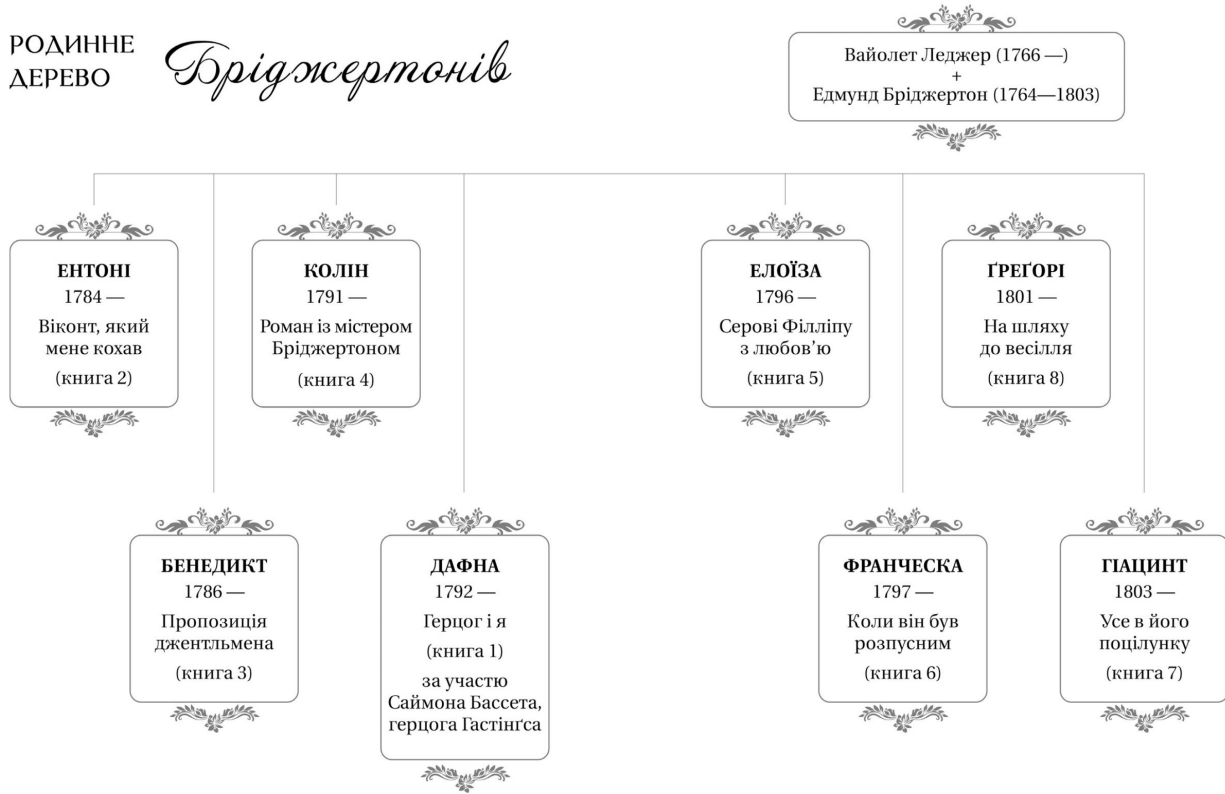 РОДИННЕ
ДЕРЕВО
Бріджертонів
Вайолет Леджер (1766 —)
+
Едмунд Бріджертон (1764—1803)
ЕНТОНІ
1784 —
Віконт, який
мене кохав
(книга 2)
КОЛІН
1791 —
Роман із містером
Бріджертоном
(книга 4)
ЕЛОЇЗА
1796 —
Серові Філліпу
з любов’ю
(книга 5)
ҐРЕҐОРІ
1801 —
На шляху
до весілля
(книга 8)
БЕНЕДИКТ
1786 —
Пропозиція
джентльмена
(книга 3)
ДАФНА
1792 —
Герцог і я
(книга 1)
за участю
Саймона Бассета,
герцога Гастінґса
ФРАНЧЕСКА
1797 —
Коли він був
розпусним
(книга 6)
ГІАЦИНТ
1803 —
Усе в його
поцілунку
(книга 7)